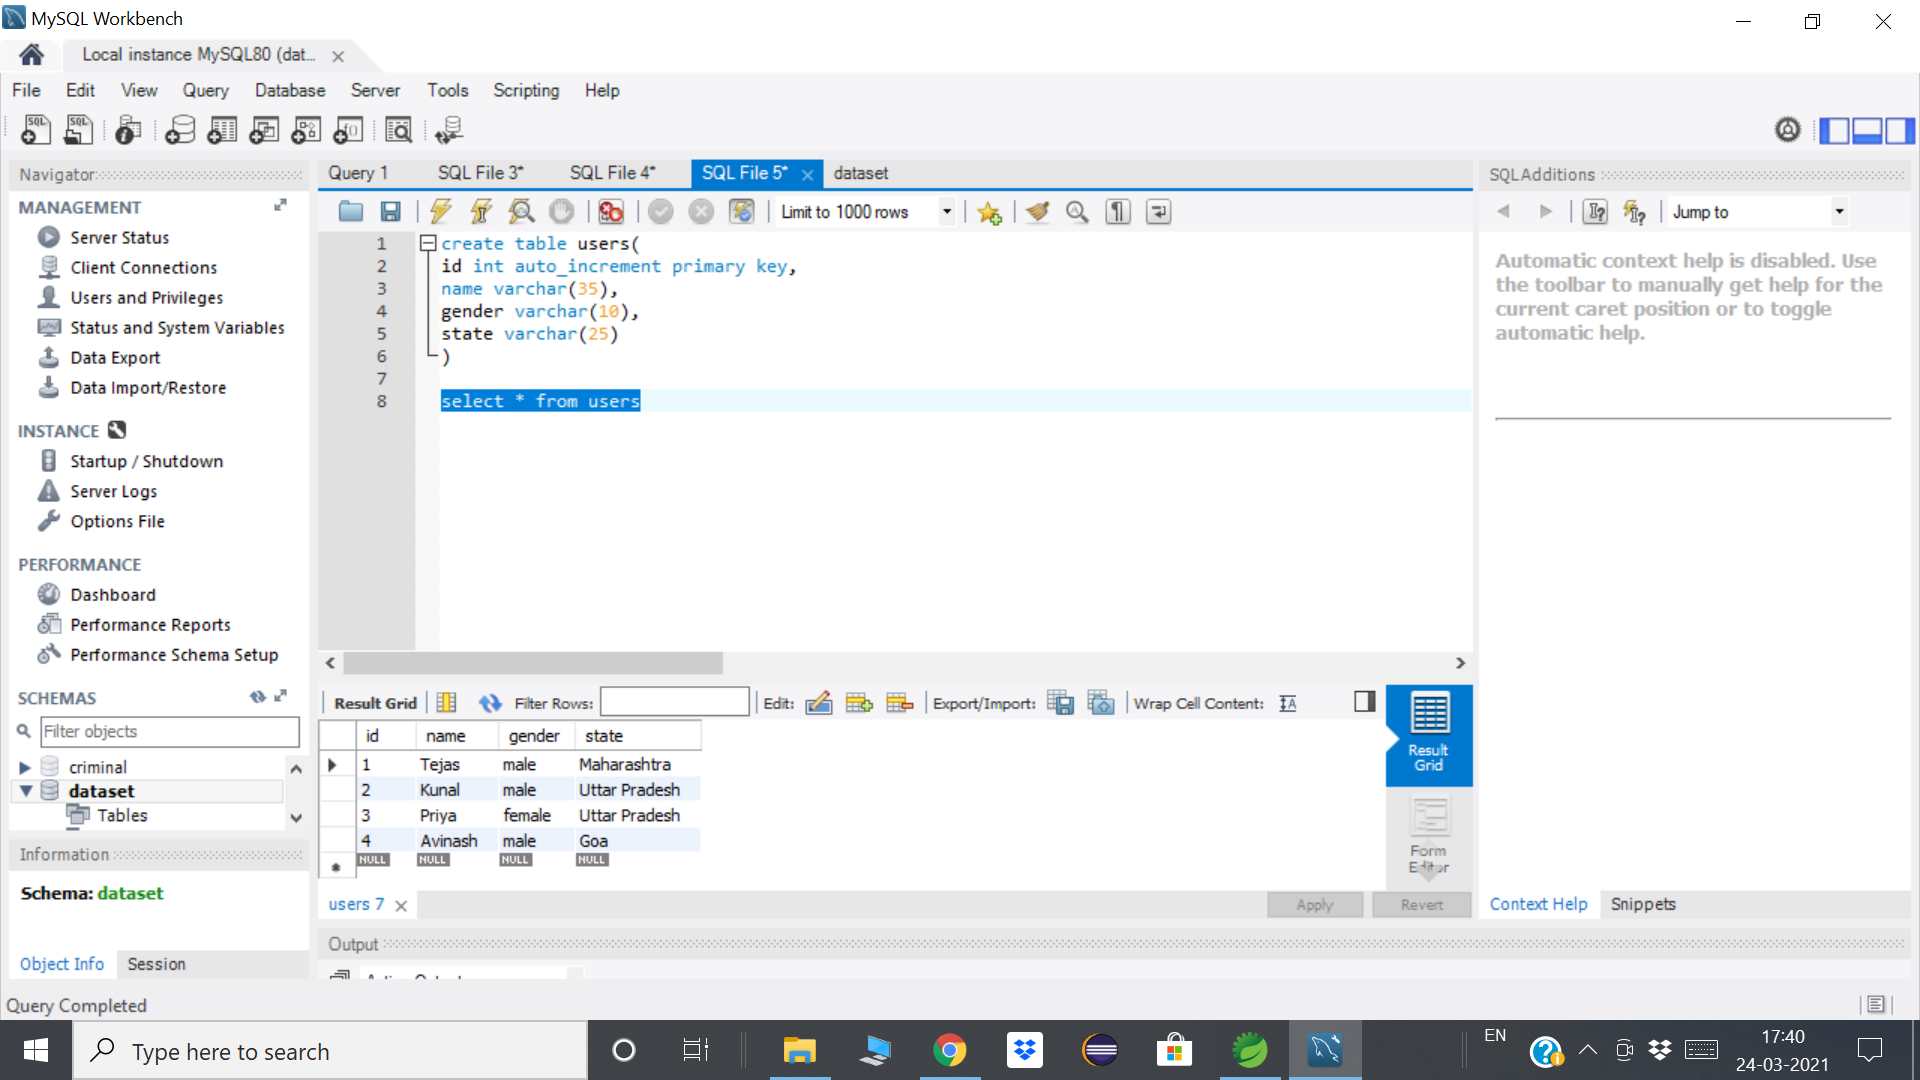 MySQL Workbench
Local instance MySQL80 (dat...
File Edit View Query Database Server Tools Scripting Help
Navigator
MANAGEMENT
Server Status
Client Connections
Users and Privileges
Status and System Variables
Data Export
Data Import/Restore
INSTANCE
Startup / Shutdown
Server Logs
Options File
PERFORMANCE
Dashboard
Performance Reports
Performance Schema Setup
SCHEMAS
Filter objects
criminal
dataset
Tables
Information
Schema: dataset
Object Info Session
Query 1 SQL File 3* SQL File 4* SQL File 5* dataset
Limit to 1000 rows
1 create table users(
2 id int auto_increment primary key,
3 name varchar(35),
4 gender varchar(10),
5 state varchar(25)
6 )
7
8 select * from users
Result Grid Filter Rows: Edit: Export/Import: Wrap Cell Content:
id name gender state
1 Tejas male Maharashtra
2 Kunal male Uttar Pradesh
3 Priya female Uttar Pradesh
4 Avinash male Goa
NULL NULL NULL NULL
Result
Grid
Form
Editor
users 7
Apply Revert
Output
SQLAdditions
Jump to
Automatic context help is disabled. Use
the toolbar to manually get help for the
current caret position or to toggle
automatic help.
Context Help Snippets
Query Completed
Type here to search
EN
17:40
24-03-2021